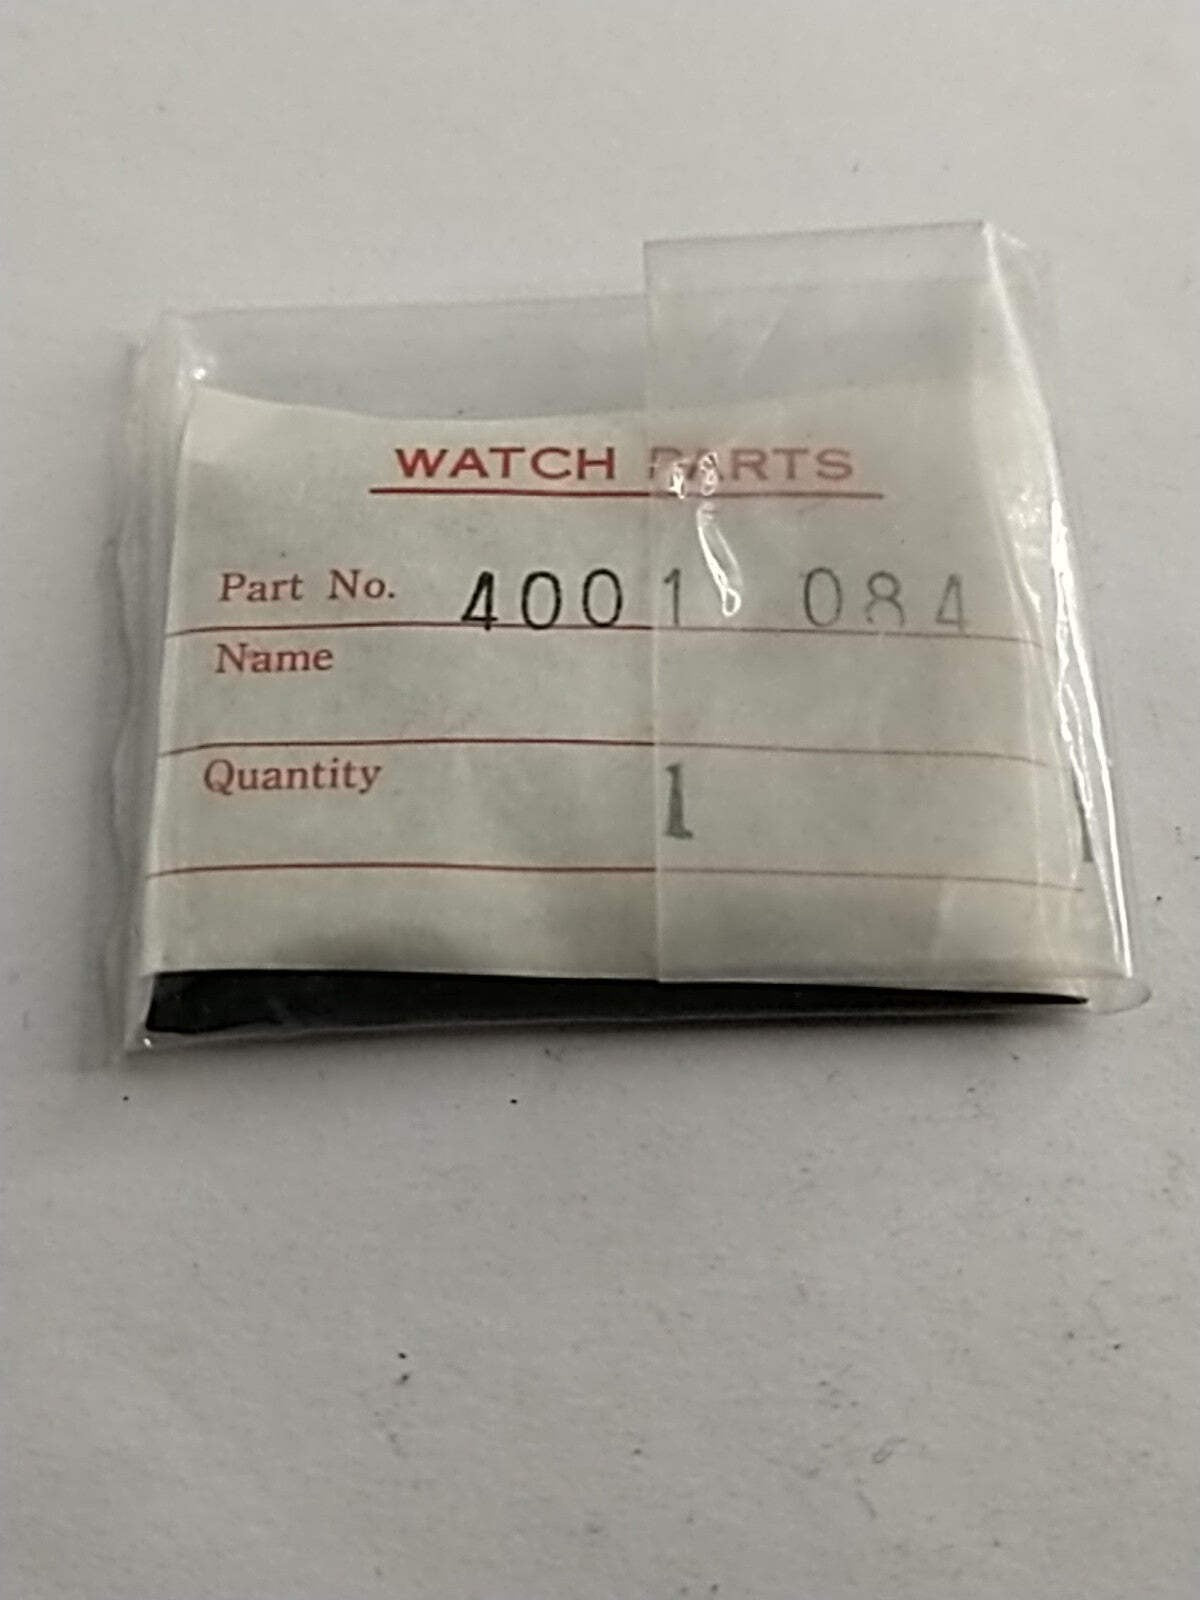 WATCH PARTS
Part No. 4001 084
Name
Quantity 1